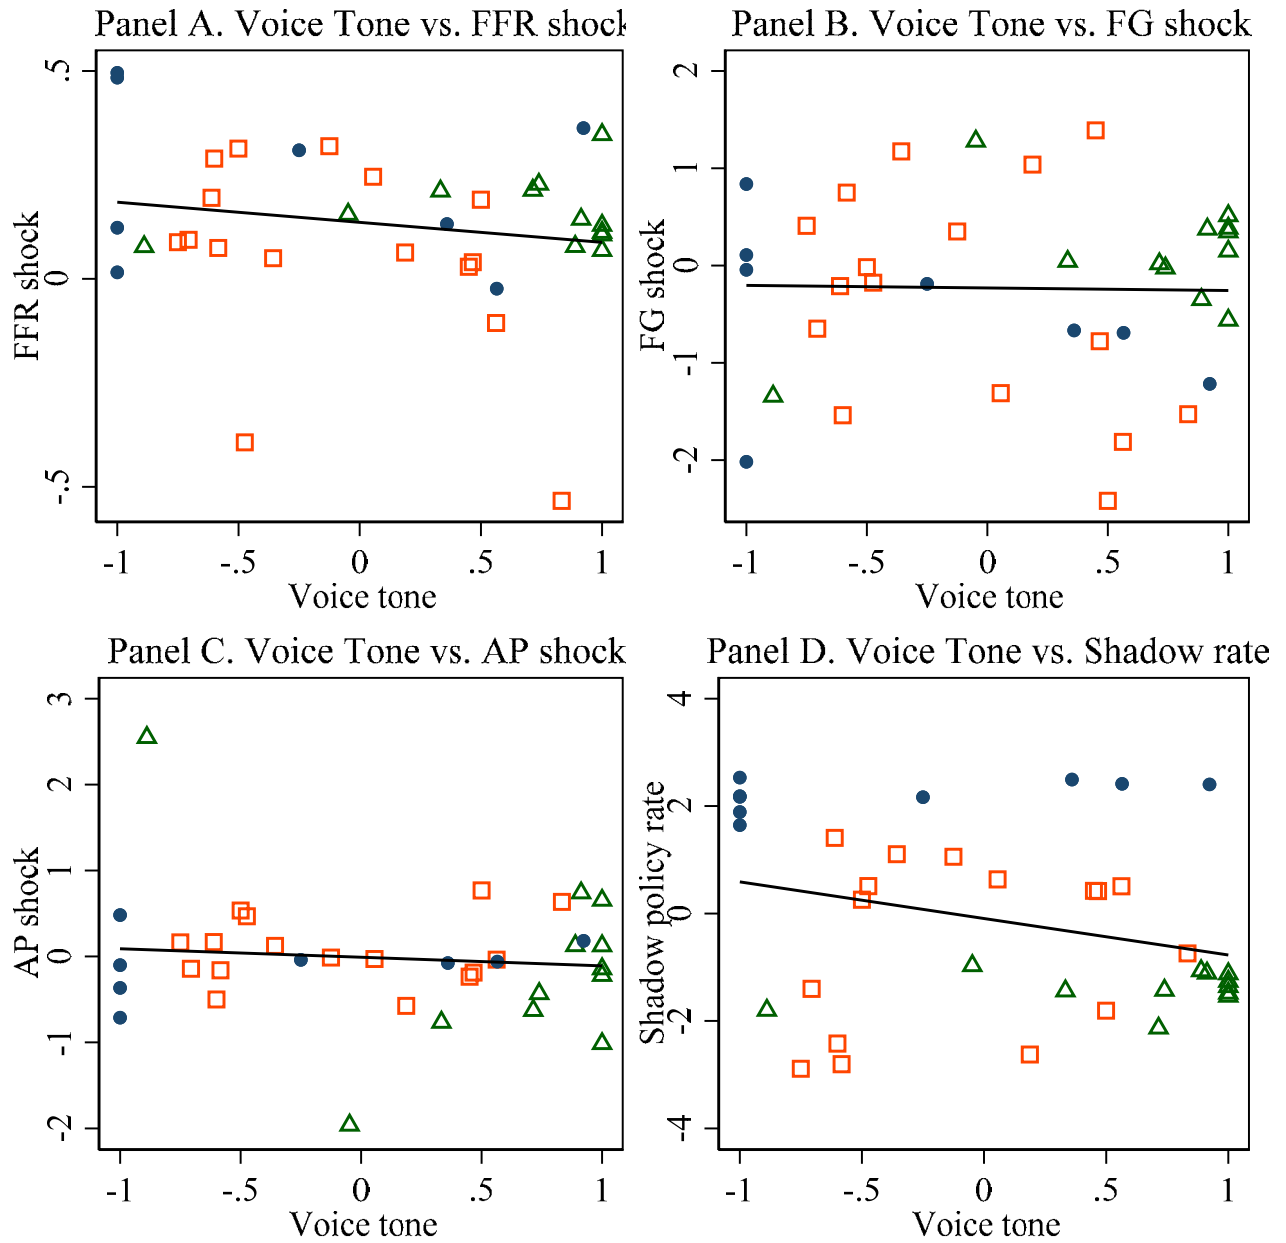 Panel A. Voice Tone vs. FFR shock
FFR shock
.5
0
-.5
-1 -.5 0 .5 1
Voice tone
Panel B. Voice Tone vs. FG shock
FG shock
2
1
0
-1
-2
-1 -.5 0 .5 1
Voice tone
Panel C. Voice Tone vs. AP shock
AP shock
3
2
1
0
-1
-2
-1 -.5 0 .5 1
Voice tone
Panel D. Voice Tone vs. Shadow rate
Shadow policy rate
4
2
0
-2
-4
-1 -.5 0 .5 1
Voice tone